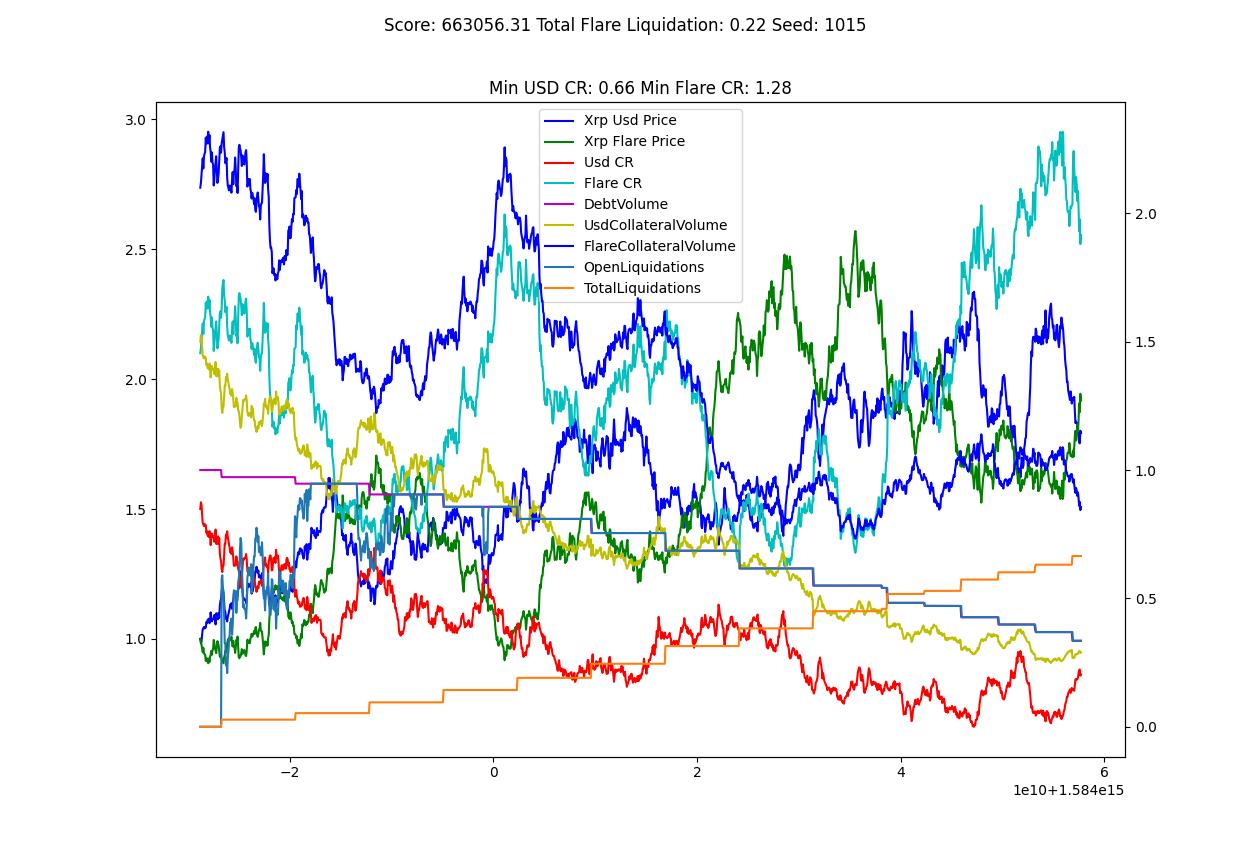 Score: 663056.31 Total Flare Liquidation: 0.22 Seed: 1015
Min USD CR: 0.66 Min Flare CR: 1.28
Xrp Usd Price
Xrp Flare Price
Usd CR
Flare CR
DebtVolume
UsdCollateralVolume
FlareCollateralVolume
OpenLiquidations
TotalLiquidations
3.0
2.5
2.0
1.5
1.0
2.0
1.5
1.0
0.5
0.0
−2 0 2 4 6
1e10+1.584e15